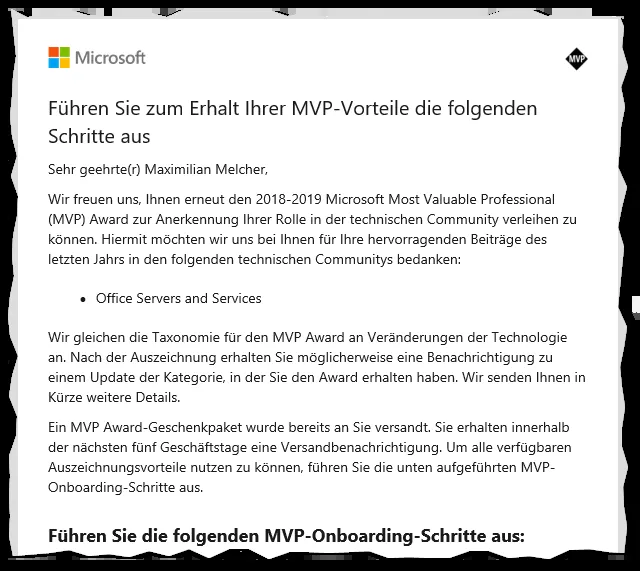 Microsoft
MVP
Führen Sie zum Erhalt Ihrer MVP-Vorteile die folgenden
Schritte aus
Sehr geehrte(r) Maximilian Melcher,
Wir freuen uns, Ihnen erneut den 2018-2019 Microsoft Most Valuable Professional
(MVP) Award zur Anerkennung Ihrer Rolle in der technischen Community verleihen zu
können. Hiermit möchten wir uns bei Ihnen für Ihre hervorragenden Beiträge des
letzten Jahrs in den folgenden technischen Communitys bedanken:
• Office Servers and Services
Wir gleichen die Taxonomie für den MVP Award an Veränderungen der Technologie
an. Nach der Auszeichnung erhalten Sie möglicherweise eine Benachrichtigung zu
einem Update der Kategorie, in der Sie den Award erhalten haben. Wir senden Ihnen in
Kürze weitere Details.
Ein MVP Award-Geschenkpaket wurde bereits an Sie versandt. Sie erhalten innerhalb
der nächsten fünf Geschäftstage eine Versandbenachrichtigung. Um alle verfügbaren
Auszeichnungsvorteile nutzen zu können, führen Sie die unten aufgeführten MVP-
Onboarding-Schritte aus.
Führen Sie die folgenden MVP-Onboarding-Schritte aus: